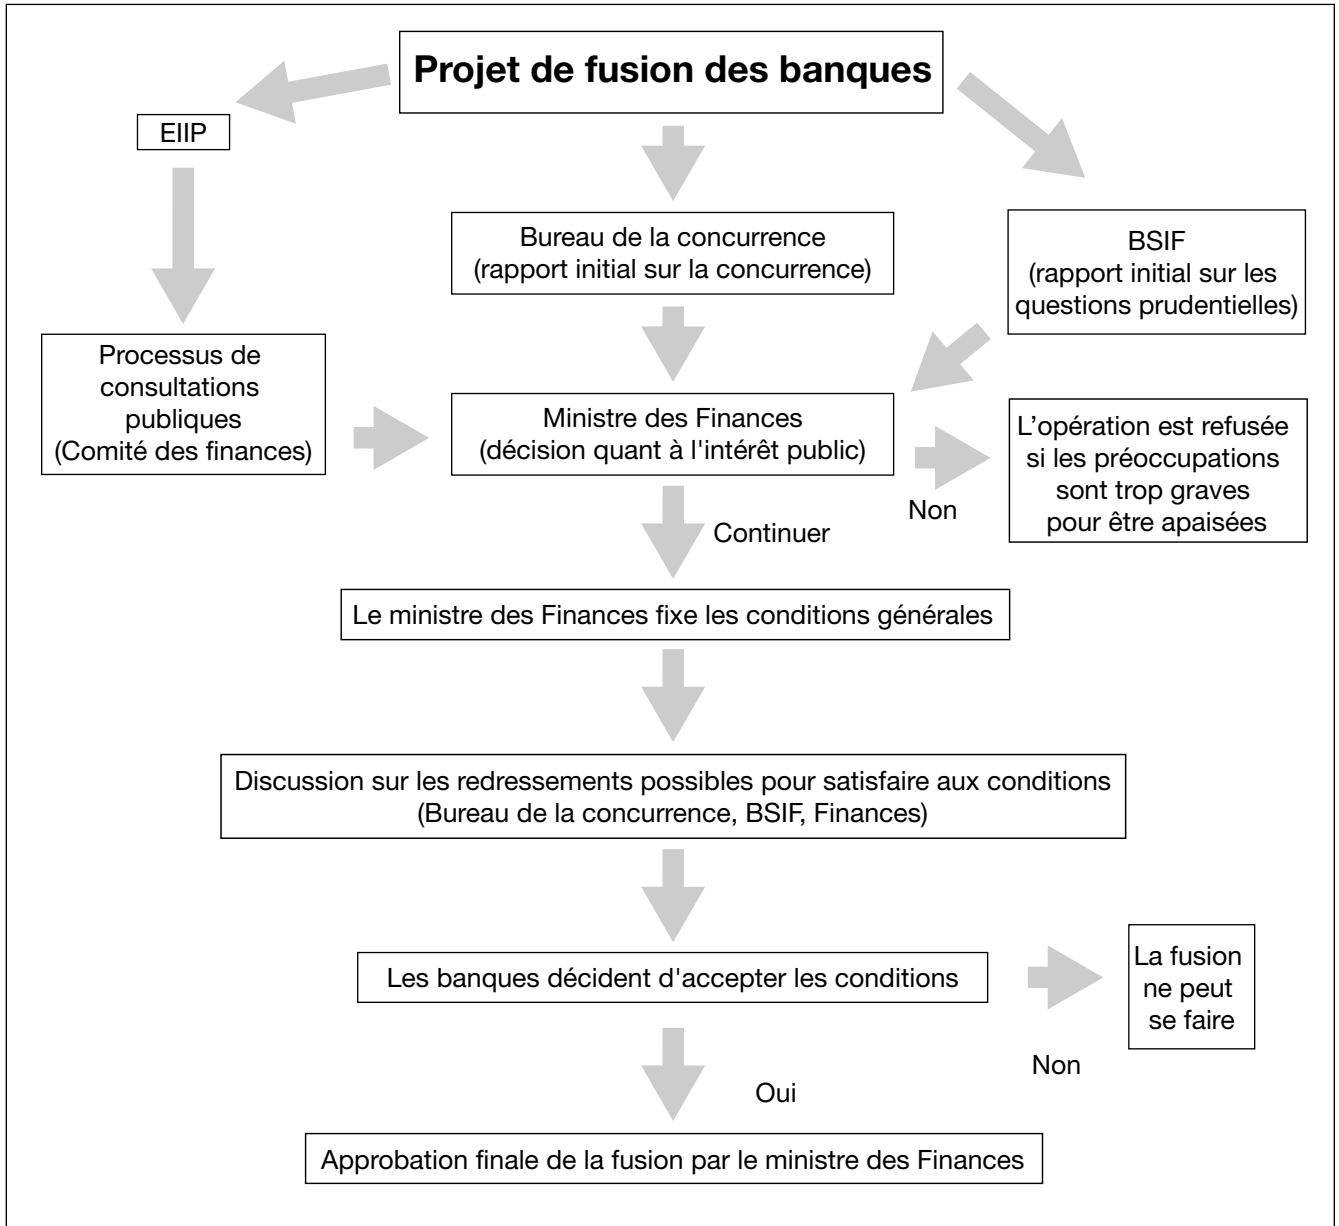 Projet de fusion des banques
EIIP
Bureau de la concurrence
(rapport initial sur la concurrence)
BSIF
(rapport initial sur les
questions prudentielles)
Processus de
consultations
publiques
(Comité des finances)
Ministre des Finances
(décision quant à l'intérêt public)
L’opération est refusée
si les préoccupations
sont trop graves
pour être apaisées
Non
Continuer
Le ministre des Finances fixe les conditions générales
Discussion sur les redressements possibles pour satisfaire aux conditions
(Bureau de la concurrence, BSIF, Finances)
Les banques décident d'accepter les conditions
La fusion
ne peut
se faire
Non
Oui
Approbation finale de la fusion par le ministre des Finances